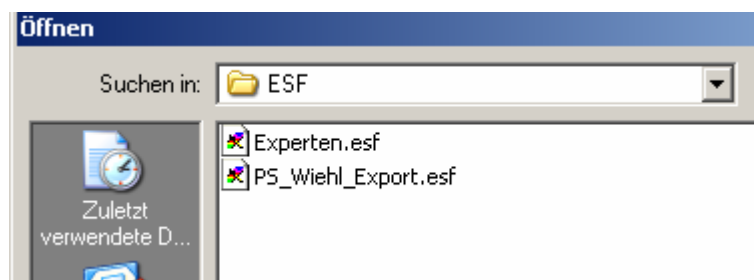 Öffnen
Suchen in: ESF
Experten.esf
PS_Wiehl_Export.esf
Zuletzt
verwendete D...